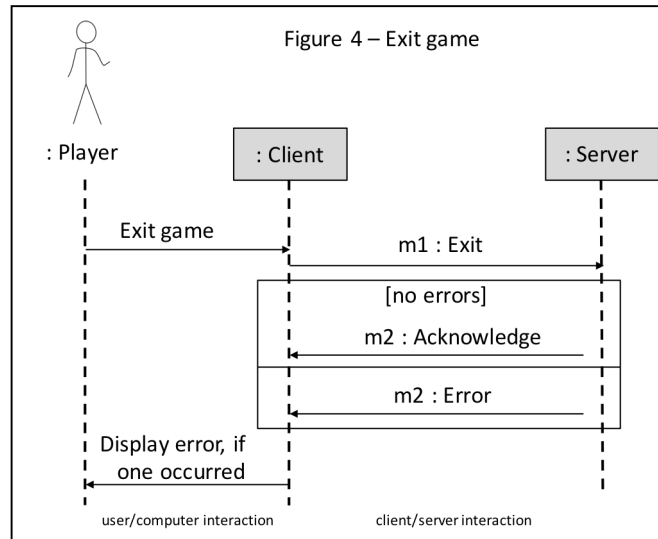 Figure 4 – Exit game
: Player
: Client
: Server
Exit game
m1 : Exit
[no errors]
m2 : Acknowledge
m2 : Error
Display error, if
one occurred
user/computer interaction
client/server interaction